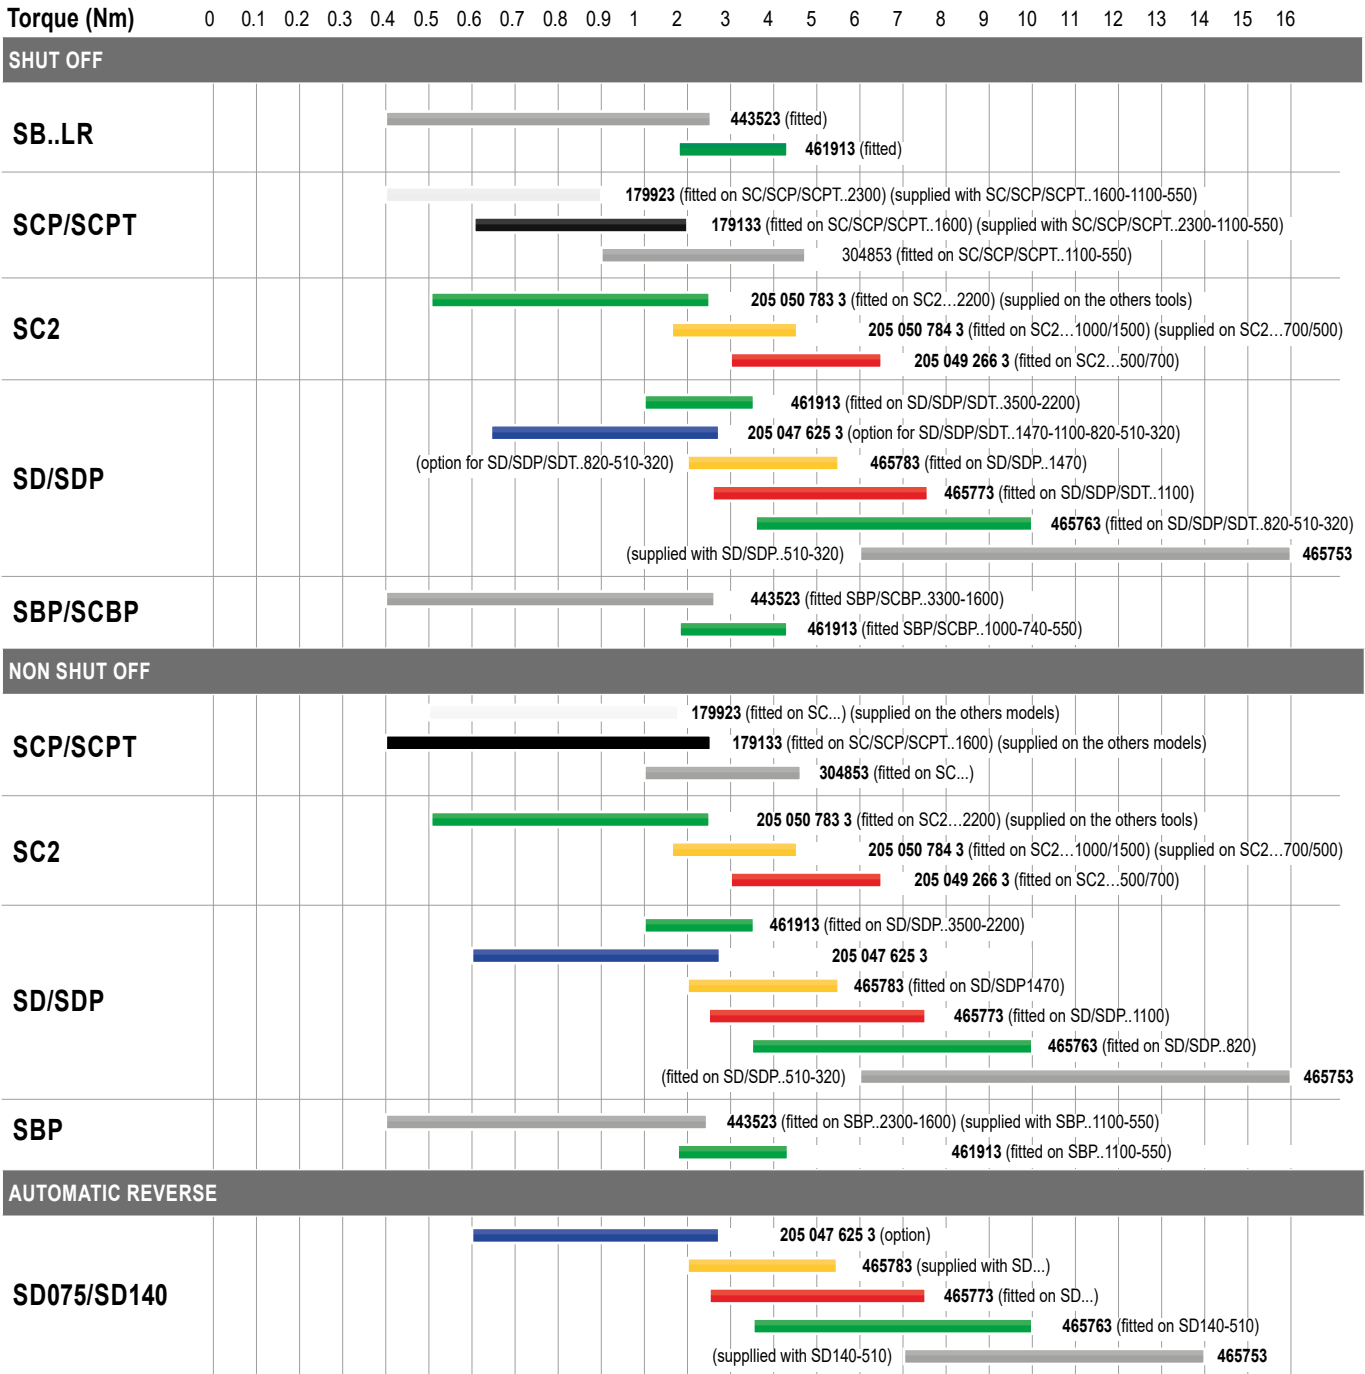 Torque (Nm) 0 0.1 0.2 0.3 0.4 0.5 0.6 0.7 0.8 0.9 1 2 3 4 5 6 7 8 9 10 11 12 13 14 15 16
SHUT OFF
SB..LR
443523 (fitted)
461913 (fitted)
SCP/SCPT
179923 (fitted on SC/SCP/SCPT..2300) (supplied with SC/SCP/SCPT..1600-1100-550)
179133 (fitted on SC/SCP/SCPT..1600) (supplied with SC/SCP/SCPT..2300-1100-550)
304853 (fitted on SC/SCP/SCPT..1100-550)
SC2
205 050 783 3 (fitted on SC2…2200) (supplied on the others tools)
205 050 784 3 (fitted on SC2…1000/1500) (supplied on SC2…700/500)
205 049 266 3 (fitted on SC2…500/700)
SD/SDP
461913 (fitted on SD/SDP/SDT..3500-2200)
205 047 625 3 (option for SD/SDP/SDT..1470-1100-820-510-320)
(option for SD/SDP/SDT..820-510-320) 465783 (fitted on SD/SDP..1470)
465773 (fitted on SD/SDP/SDT..1100)
465763 (fitted on SD/SDP/SDT..820-510-320)
(supplied with SD/SDP..510-320) 465753
SBP/SCBP
443523 (fitted SBP/SCBP..3300-1600)
461913 (fitted SBP/SCBP..1000-740-550)
NON SHUT OFF
SCP/SCPT
179923 (fitted on SC...) (supplied on the others models)
179133 (fitted on SC/SCP/SCPT..1600) (supplied on the others models)
304853 (fitted on SC...)
SC2
205 050 783 3 (fitted on SC2…2200) (supplied on the others tools)
205 050 784 3 (fitted on SC2…1000/1500) (supplied on SC2…700/500)
205 049 266 3 (fitted on SC2…500/700)
SD/SDP
461913 (fitted on SD/SDP..3500-2200)
205 047 625 3
465783 (fitted on SD/SDP1470)
465773 (fitted on SD/SDP..1100)
465763 (fitted on SD/SDP..820)
(fitted on SD/SDP..510-320) 465753
SBP
443523 (fitted on SBP..2300-1600) (supplied with SBP..1100-550)
461913 (fitted on SBP..1100-550)
AUTOMATIC REVERSE
SD075/SD140
205 047 625 3 (option)
465783 (supplied with SD...)
465773 (fitted on SD...)
465763 (fitted on SD140-510)
(suppllied with SD140-510) 465753